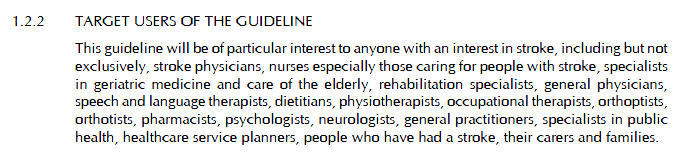 1.2.2 TARGET USERS OF THE GUIDELINE
This guideline will be of particular interest to anyone with an interest in stroke, including but not
exclusively, stroke physicians, nurses especially those caring for people with stroke, specialists
in geriatric medicine and care of the elderly, rehabilitation specialists, general physicians,
speech and language therapists, dietitians, physiotherapists, occupational therapists, orthoptists,
orthotists, pharmacists, psychologists, neurologists, general practitioners, specialists in public
health, healthcare service planners, people who have had a stroke, their carers and families.